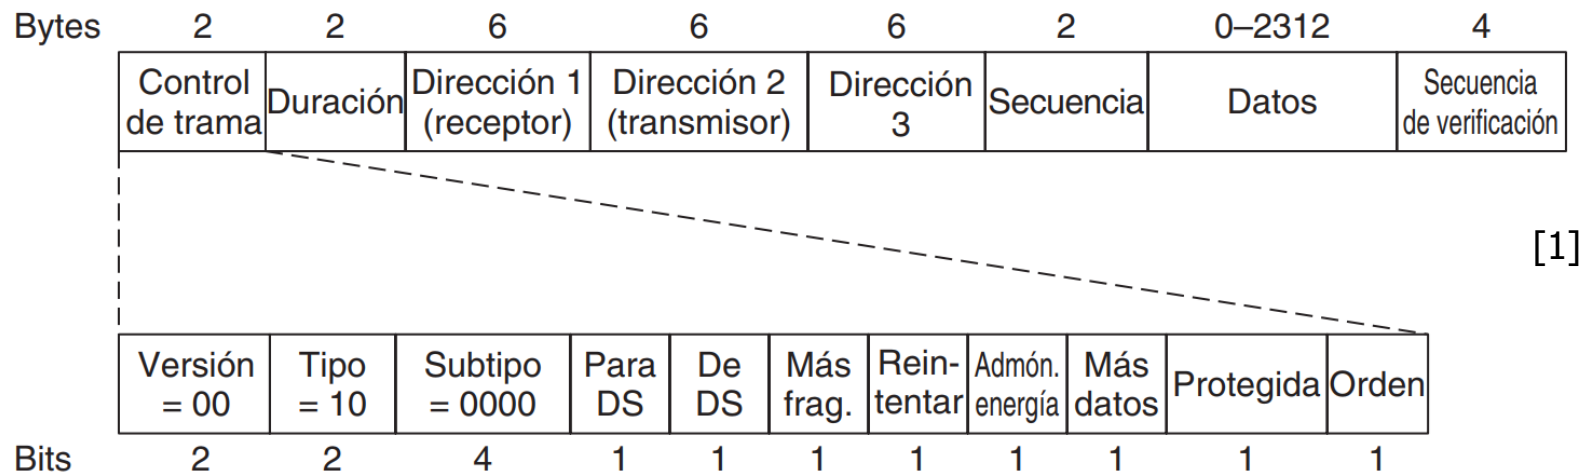 Bytes 2 2 6 6 6 2 0–2312 4
Control de trama
Duración
Dirección 1 (receptor)
Dirección 2 (transmisor)
Dirección 3
Secuencia
Datos
Secuencia de verificación
[1]
Versión = 00
Tipo = 10
Subtipo = 0000
Para DS
De DS
Más frag.
Rein- tentar
Admón. energía
Más datos
Protegida
Orden
Bits 2 2 4 1 1 1 1 1 1 1 1